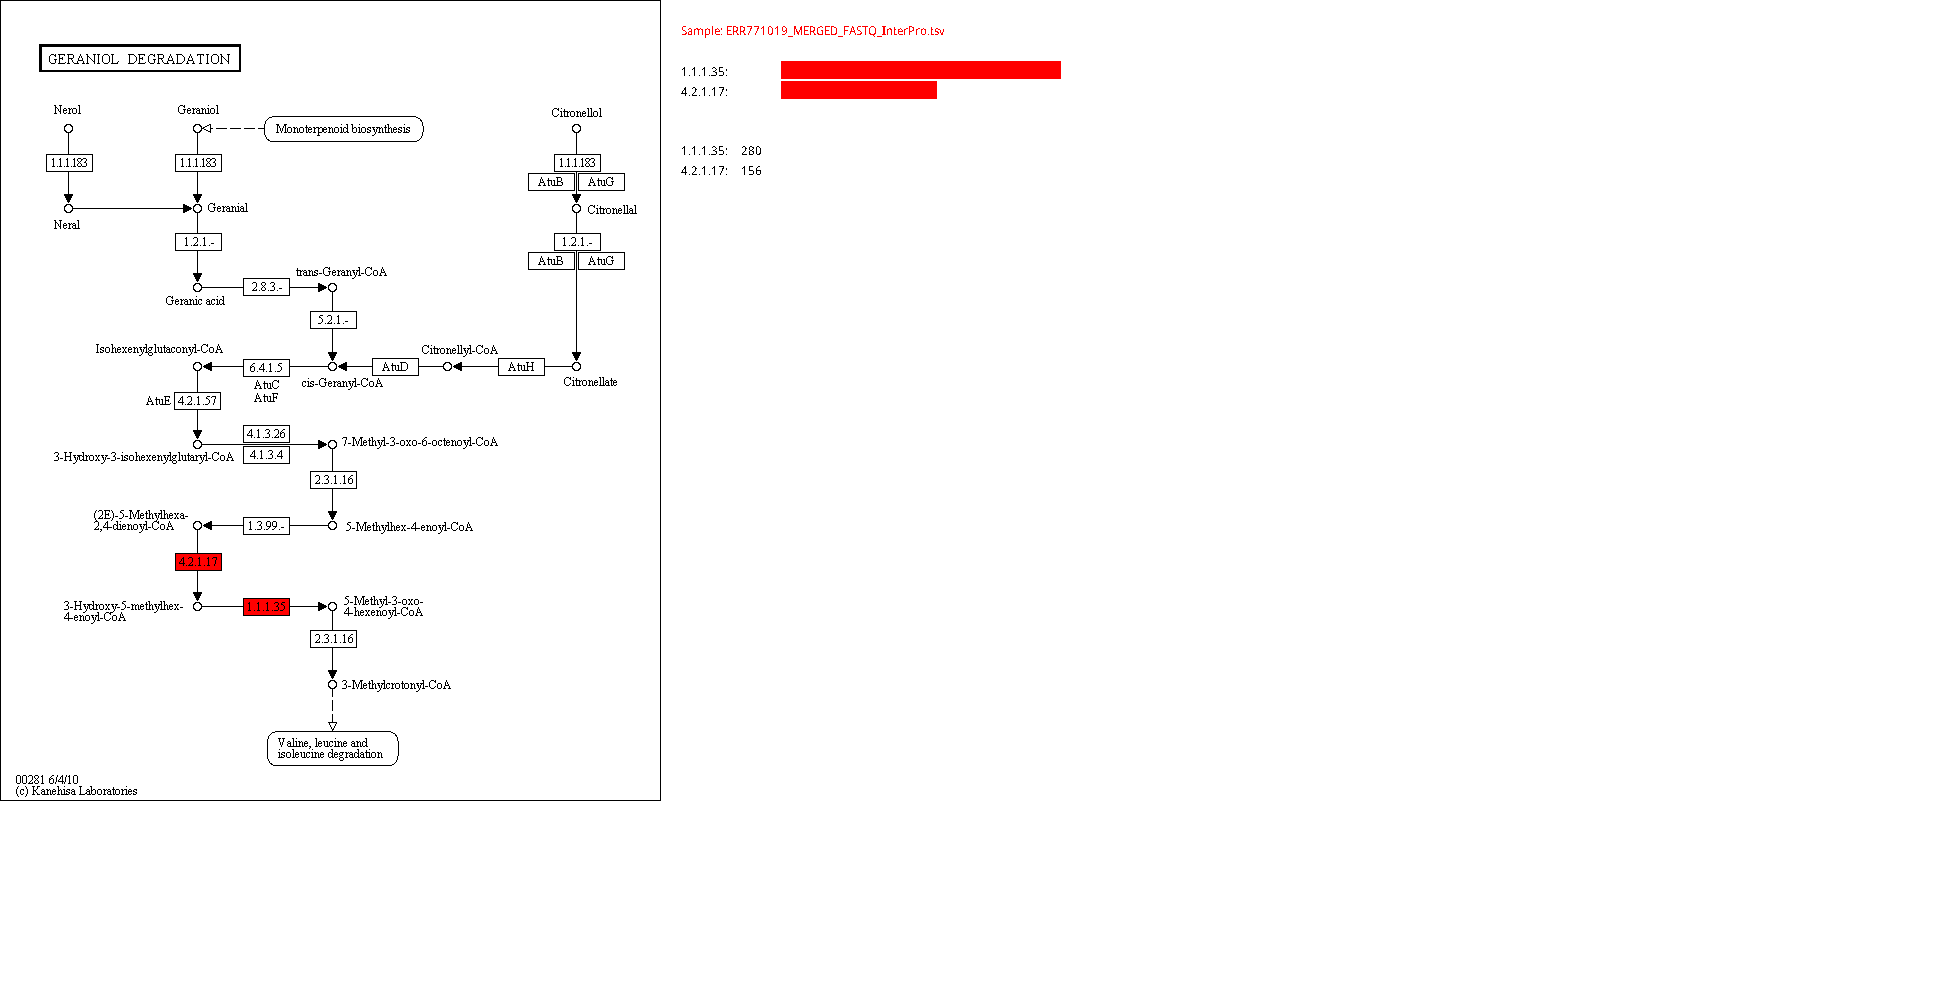 GERANIOL DEGRADATION
Nerol
Geraniol
Monoterpenoid biosynthesis
Citronellol
1.1.1.183
1.1.1.183
1.1.1.183
AtuB
AtuG
Neral
Geranial
Citronellal
1.2.1.-
1.2.1.-
AtuB
AtuG
Geranic acid
2.8.3.-
trans-Geranyl-CoA
5.2.1.-
Isohexenylglutaconyl-CoA
6.4.1.5
AtuC
AtuF
cis-Geranyl-CoA
AtuD
Citronellyl-CoA
AtuH
Citronellate
AtuE
4.2.1.57
3-Hydroxy-3-isohexenylglutaryl-CoA
4.1.3.26
4.1.3.4
7-Methyl-3-oxo-6-octenoyl-CoA
2.3.1.16
(2E)-5-Methylhexa-
2,4-dienoyl-CoA
1.3.99.-
5-Methylhex-4-enoyl-CoA
4.2.1.17
3-Hydroxy-5-methylhex-
4-enoyl-CoA
1.1.1.35
5-Methyl-3-oxo-
4-hexenoyl-CoA
2.3.1.16
3-Methylcrotonyl-CoA
Valine, leucine and
isoleucine degradation
00281 6/4/10
(c) Kanehisa Laboratories
Sample: ERR771019_MERGED_FASTQ_InterPro.tsv
1.1.1.35:
4.2.1.17:
1.1.1.35: 280
4.2.1.17: 156